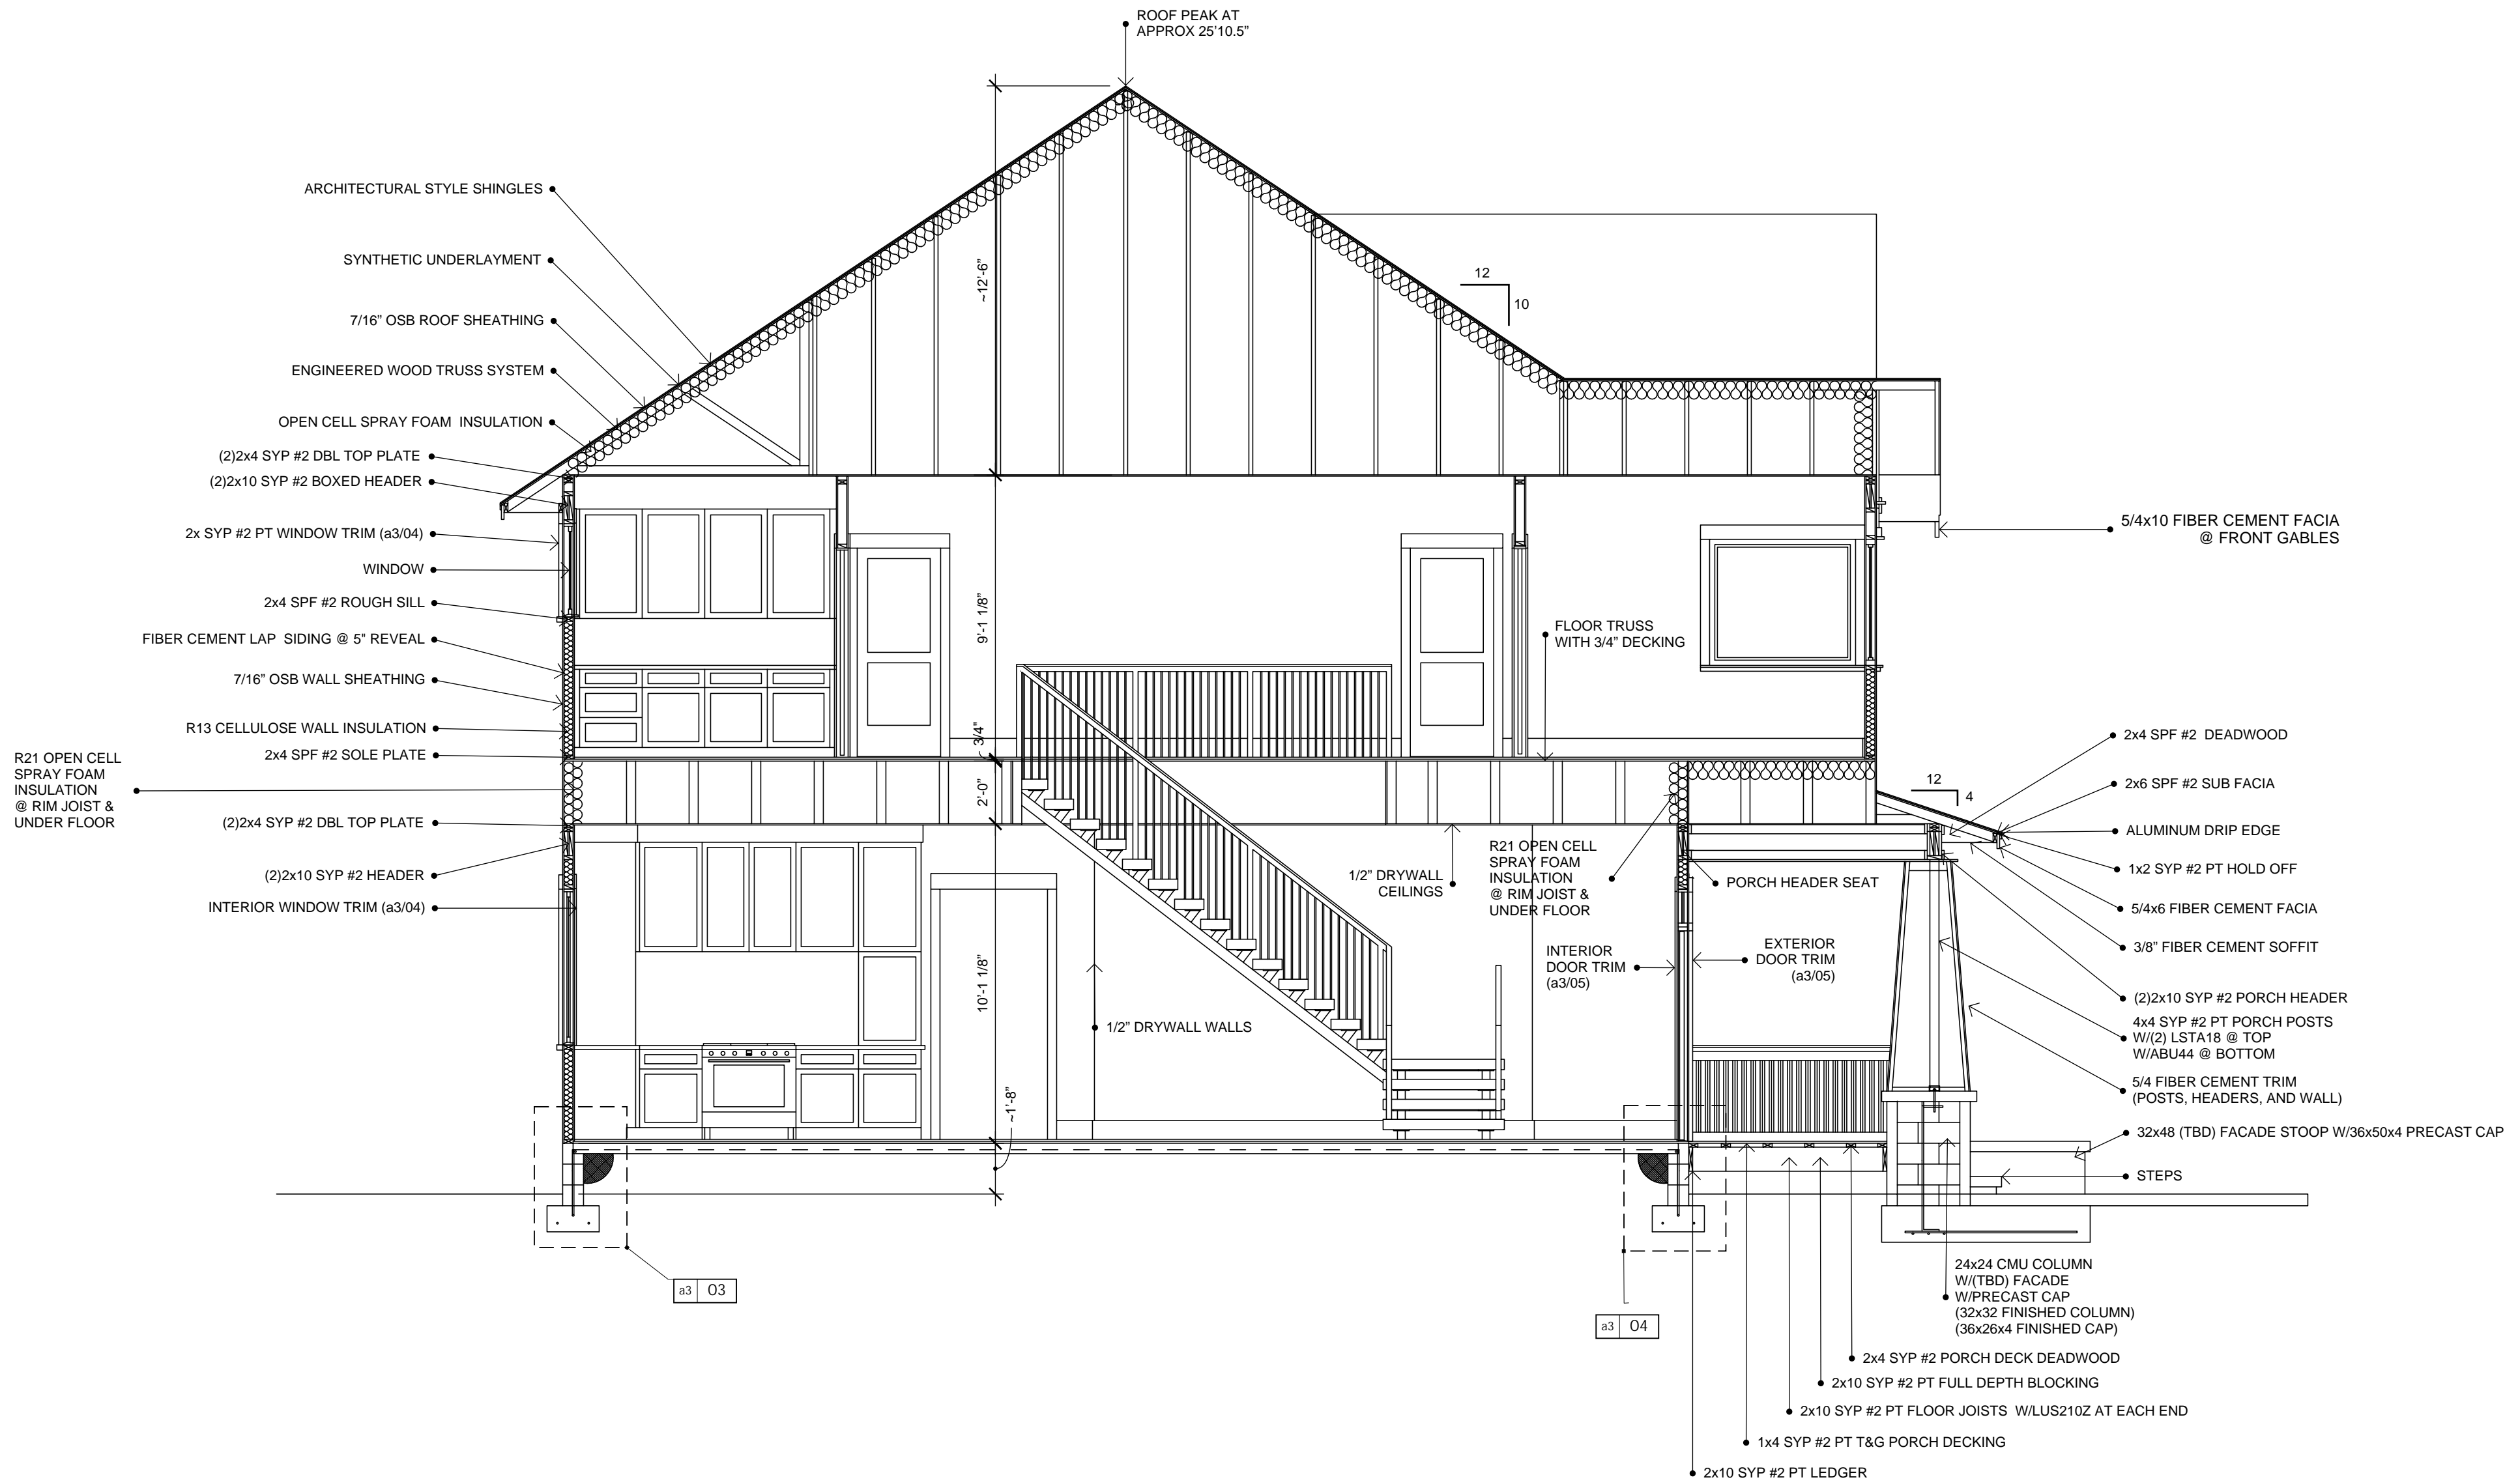 ROOF PEAK AT
APPROX 25'10.5”
ARCHITECTURAL STYLE SHINGLES
SYNTHETIC UNDERLAYMENT
7/16” OSB ROOF SHEATHING
ENGINEERED WOOD TRUSS SYSTEM
OPEN CELL SPRAY FOAM INSULATION
(2)2x4 SYP #2 DBL TOP PLATE
(2)2x10 SYP #2 BOXED HEADER
2x SYP #2 PT WINDOW TRIM (a3/04)
WINDOW
2x4 SPF #2 ROUGH SILL
FIBER CEMENT LAP SIDING @ 5" REVEAL
7/16” OSB WALL SHEATHING
R13 CELLULOSE WALL INSULATION
2x4 SPF #2 SOLE PLATE
R21 OPEN CELL
SPRAY FOAM
INSULATION
@ RIM JOIST &
UNDER FLOOR
(2)2x4 SYP #2 DBL TOP PLATE
(2)2x10 SYP #2 HEADER
INTERIOR WINDOW TRIM (a3/04)
~12'-6”
9'-1 1/8”
3/4”
2'-0”
10'-1 1/8”
~1'-8”
12
10
FLOOR TRUSS
WITH 3/4” DECKING
1/2” DRYWALL
CEILINGS
1/2” DRYWALL WALLS
R21 OPEN CELL
SPRAY FOAM
INSULATION
@ RIM JOIST &
UNDER FLOOR
INTERIOR
DOOR TRIM
(a3/05)
EXTERIOR
DOOR TRIM
(a3/05)
PORCH HEADER SEAT
12
4
5/4x10 FIBER CEMENT FACIA
@ FRONT GABLES
2x4 SPF #2 DEADWOOD
2x6 SPF #2 SUB FACIA
ALUMINUM DRIP EDGE
1x2 SYP #2 PT HOLD OFF
5/4x6 FIBER CEMENT FACIA
3/8” FIBER CEMENT SOFFIT
(2)2x10 SYP #2 PORCH HEADER
4x4 SYP #2 PT PORCH POSTS
W/(2) LSTA18 @ TOP
W/ABU44 @ BOTTOM
5/4 FIBER CEMENT TRIM
(POSTS, HEADERS, AND WALL)
32x48 (TBD) FACADE STOOP W/36x50x4 PRECAST CAP
STEPS
24x24 CMU COLUMN
W/(TBD) FACADE
W/PRECAST CAP
(32x32 FINISHED COLUMN)
(36x26x4 FINISHED CAP)
2x4 SYP #2 PORCH DECK DEADWOOD
2x10 SYP #2 PT FULL DEPTH BLOCKING
2x10 SYP #2 PT FLOOR JOISTS W/LUS210Z AT EACH END
1x4 SYP #2 PT T&G PORCH DECKING
2x10 SYP #2 PT LEDGER
a3 03
a3 04